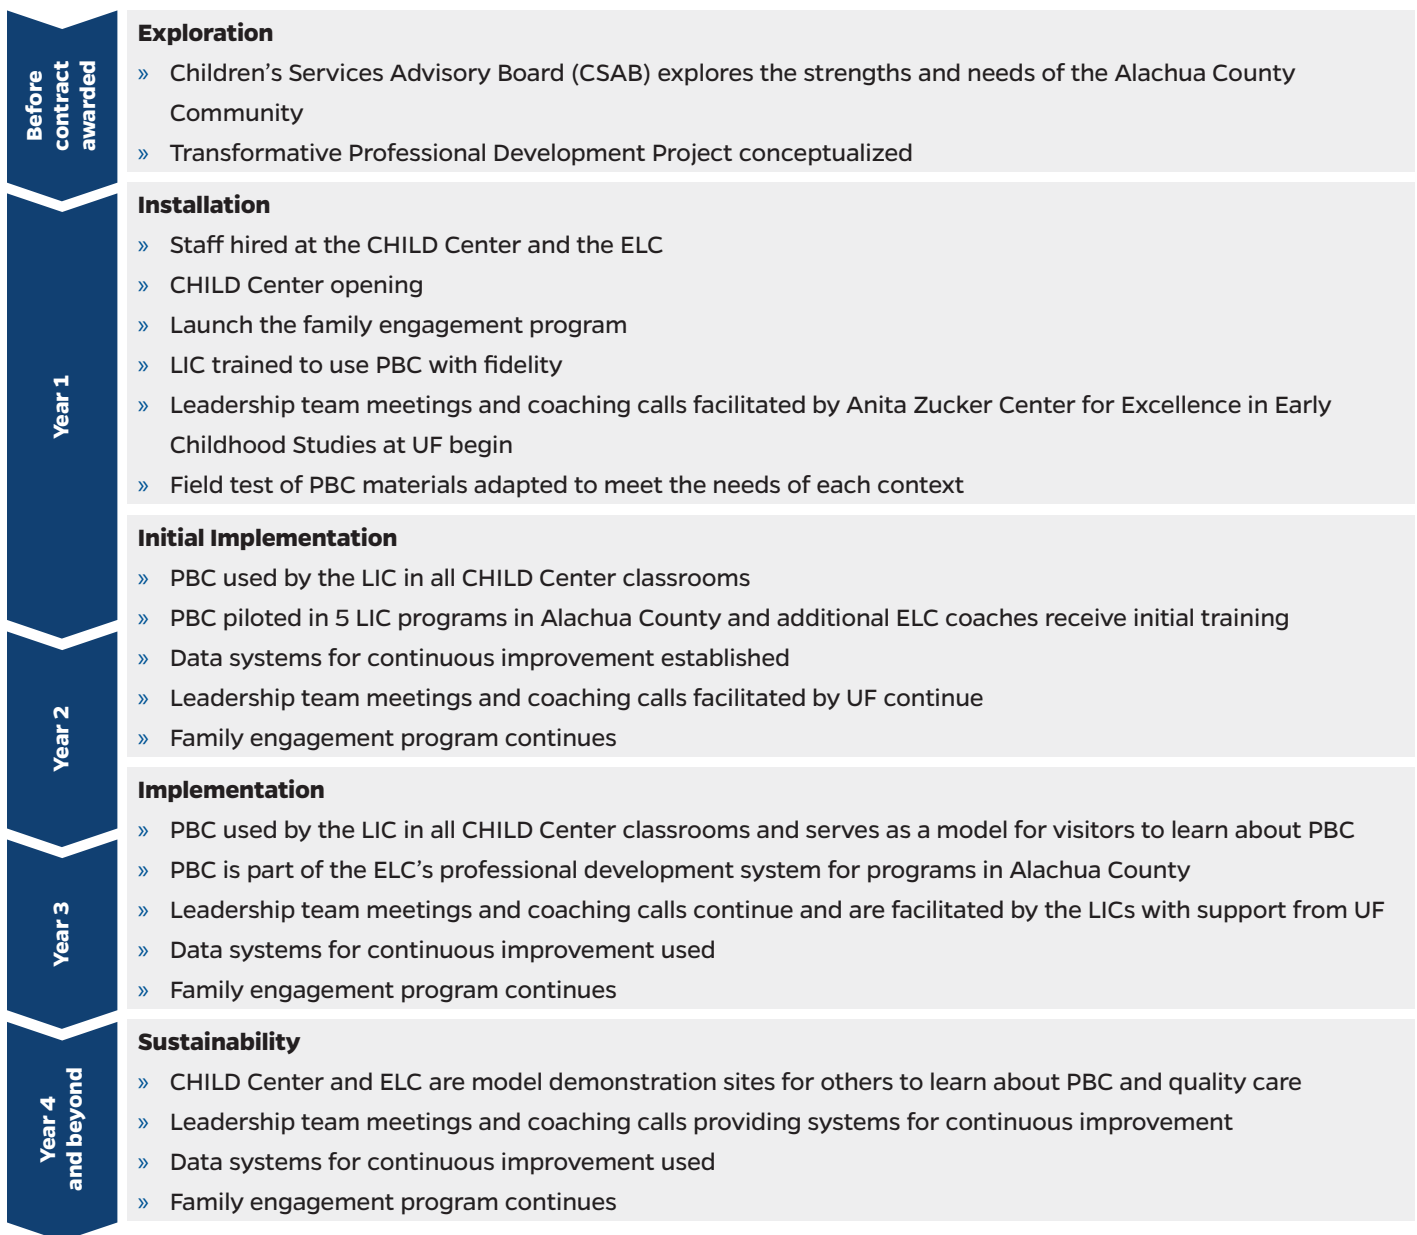 Before
contract
awarded
Exploration
» Children’s Services Advisory Board (CSAB) explores the strengths and needs of the Alachua County
Community
» Transformative Professional Development Project conceptualized
Year 1
Installation
» Staff hired at the CHILD Center and the ELC
» CHILD Center opening
» Launch the family engagement program
» LIC trained to use PBC with fidelity
» Leadership team meetings and coaching calls facilitated by Anita Zucker Center for Excellence in Early
Childhood Studies at UF begin
» Field test of PBC materials adapted to meet the needs of each context
Initial Implementation
» PBC used by the LIC in all CHILD Center classrooms
» PBC piloted in 5 LIC programs in Alachua County and additional ELC coaches receive initial training
» Data systems for continuous improvement established
» Leadership team meetings and coaching calls facilitated by UF continue
» Family engagement program continues
Year 2
Implementation
» PBC used by the LIC in all CHILD Center classrooms and serves as a model for visitors to learn about PBC
» PBC is part of the ELC’s professional development system for programs in Alachua County
» Leadership team meetings and coaching calls continue and are facilitated by the LICs with support from UF
» Data systems for continuous improvement used
» Family engagement program continues
Year 3
Year 4
and beyond
Sustainability
» CHILD Center and ELC are model demonstration sites for others to learn about PBC and quality care
» Leadership team meetings and coaching calls providing systems for continuous improvement
» Data systems for continuous improvement used
» Family engagement program continues